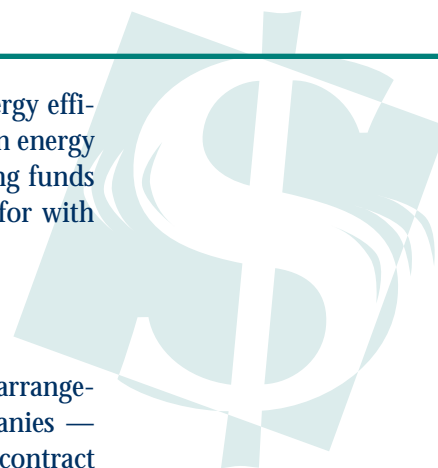 ergy effi-
n energy
ng funds
for with
arrange-
anies —
contract